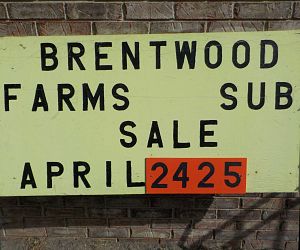 BRENTWOOD
FARMS SUB
SALE
APRIL 2425